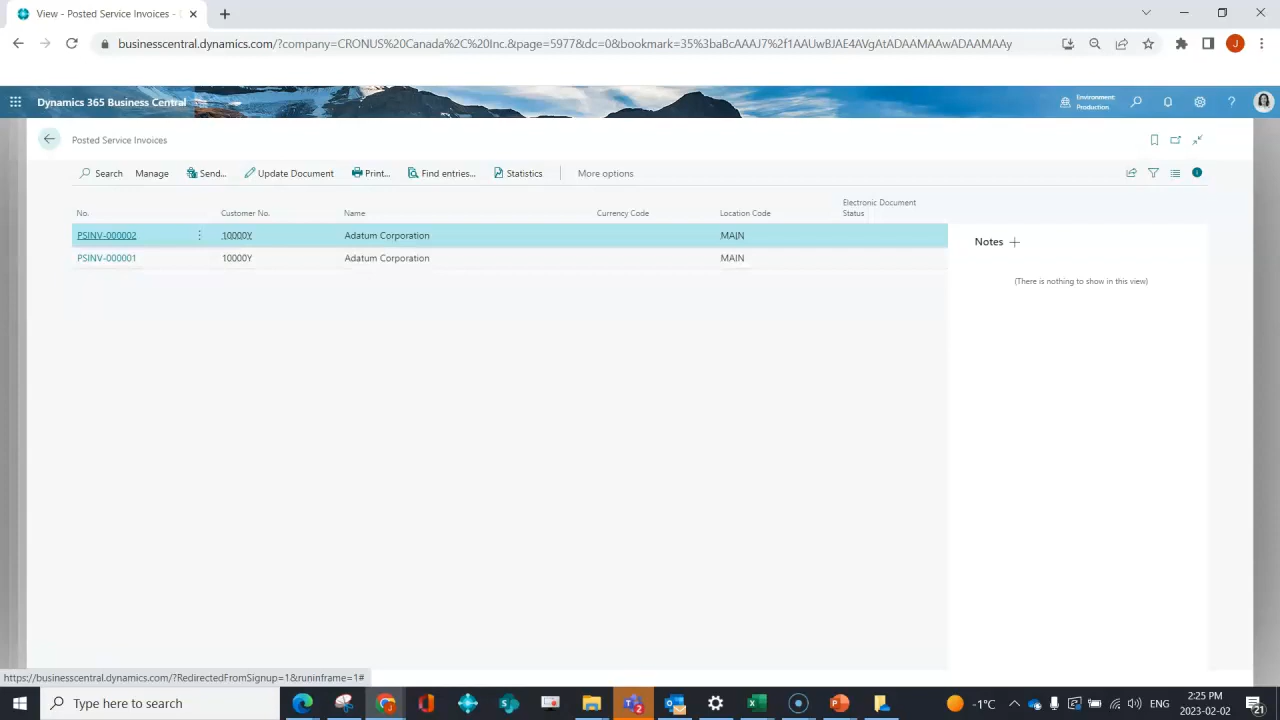 View - Posted Service Invoices -
businesscentral.dynamics.com/?company=CRONUS%20Canada%2C%20Inc.&page=5977&dc=0&bookmark=35%3baBcAAAJ7%2f1AAUwBJAE4AVgAtADAAMAAwADAAMAAy
J
Dynamics 365 Business Central
Environment:
Production
Posted Service Invoices
Search Manage Send... Update Document Print... Find entries... Statistics More options
No. Customer No. Name Currency Code Location Code Electronic Document Status
PSINV-000002 10000Y Adatum Corporation MAIN
PSINV-000001 10000Y Adatum Corporation MAIN
Notes
(There is nothing to show in this view)
https://businesscentral.dynamics.com/?RedirectedFromSignup=1&runinframe=1#
Type here to search
-1°C
ENG
2:25 PM
2023-02-02
21